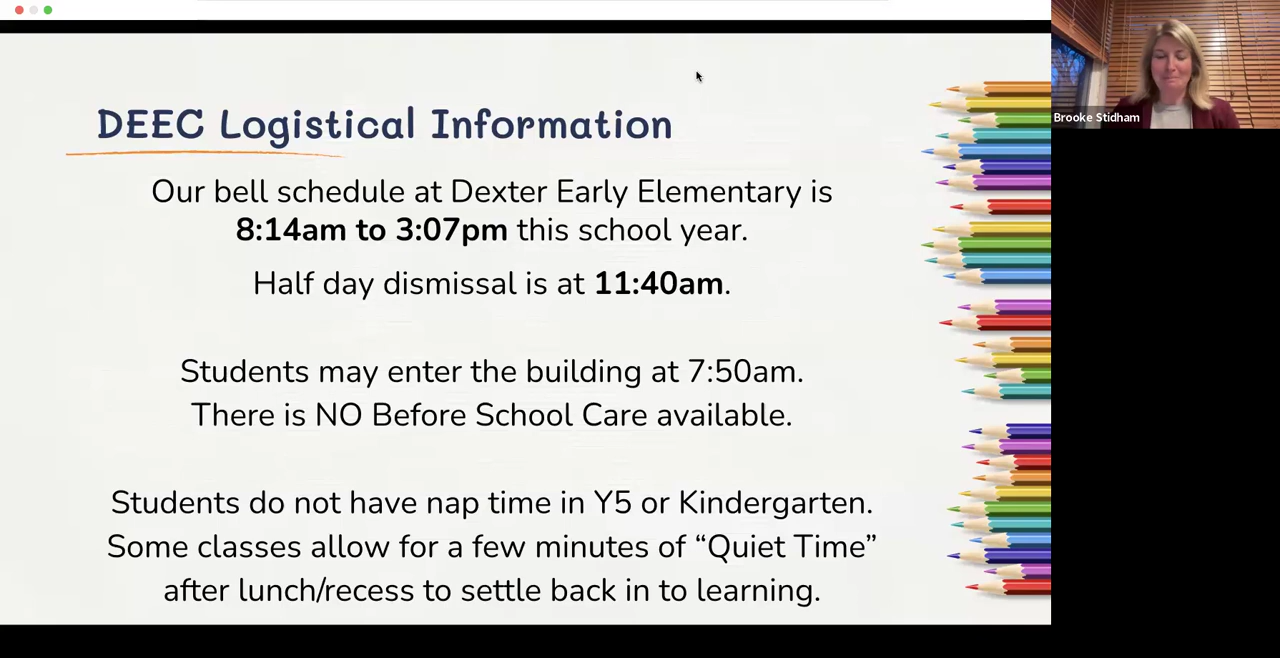 DEEC Logistical Information
Our bell schedule at Dexter Early Elementary is
8:14am to 3:07pm this school year.
Half day dismissal is at 11:40am.
Students may enter the building at 7:50am.
There is NO Before School Care available.
Students do not have nap time in Y5 or Kindergarten.
Some classes allow for a few minutes of “Quiet Time”
after lunch/recess to settle back in to learning.
Brooke Stidham